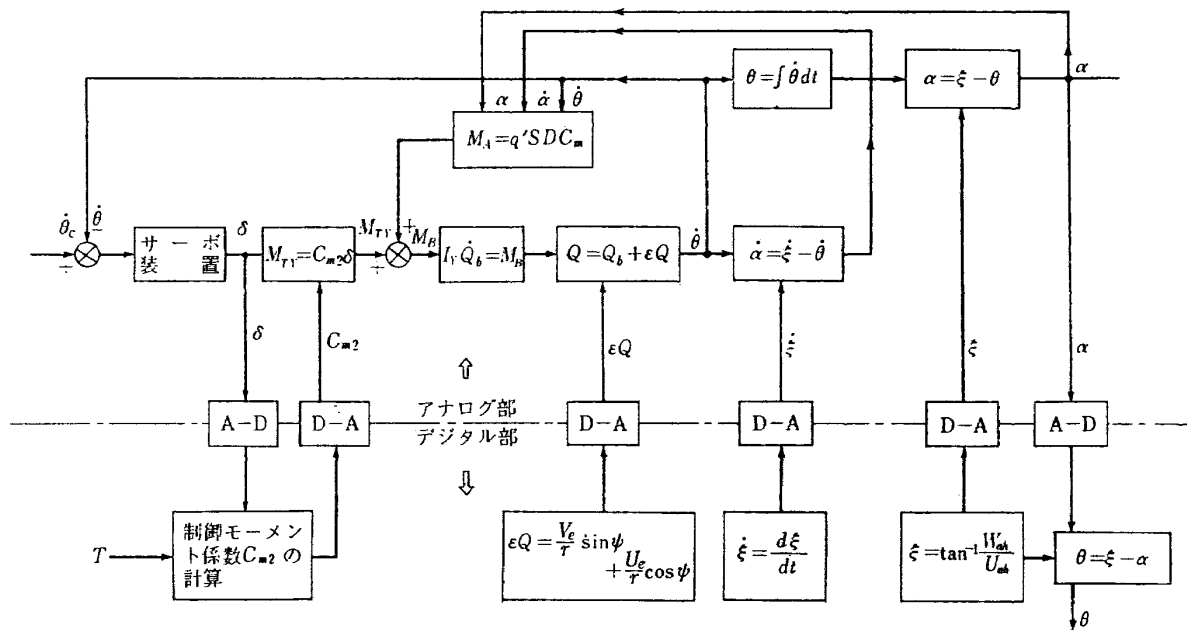 α
θ = ∫θ̇dt
α = ξ − θ
α
α α̇ θ̇
M_A = q′SDC_m
θ̇_c θ̇
÷
サーボ装置
δ
M_TV = C_m2δ
M_TV +
÷
M_B
I_Y Q̇_b = M_B
Q = Q_b + εQ
θ̇
α̇ = ξ̇ − θ̇
δ
C_m2
εQ
ξ̇
ξ
α
アナログ部
デジタル部
A−D
D−A
D−A
D−A
D−A
A−D
T
制御モーメン
ト係数C_m2の
計算
εQ = V_e/r sinψ
+ U_e/r cosψ
ξ̇ = dξ/dt
ξ = tan⁻¹ W_ah/U_ah
θ = ξ − α
θ